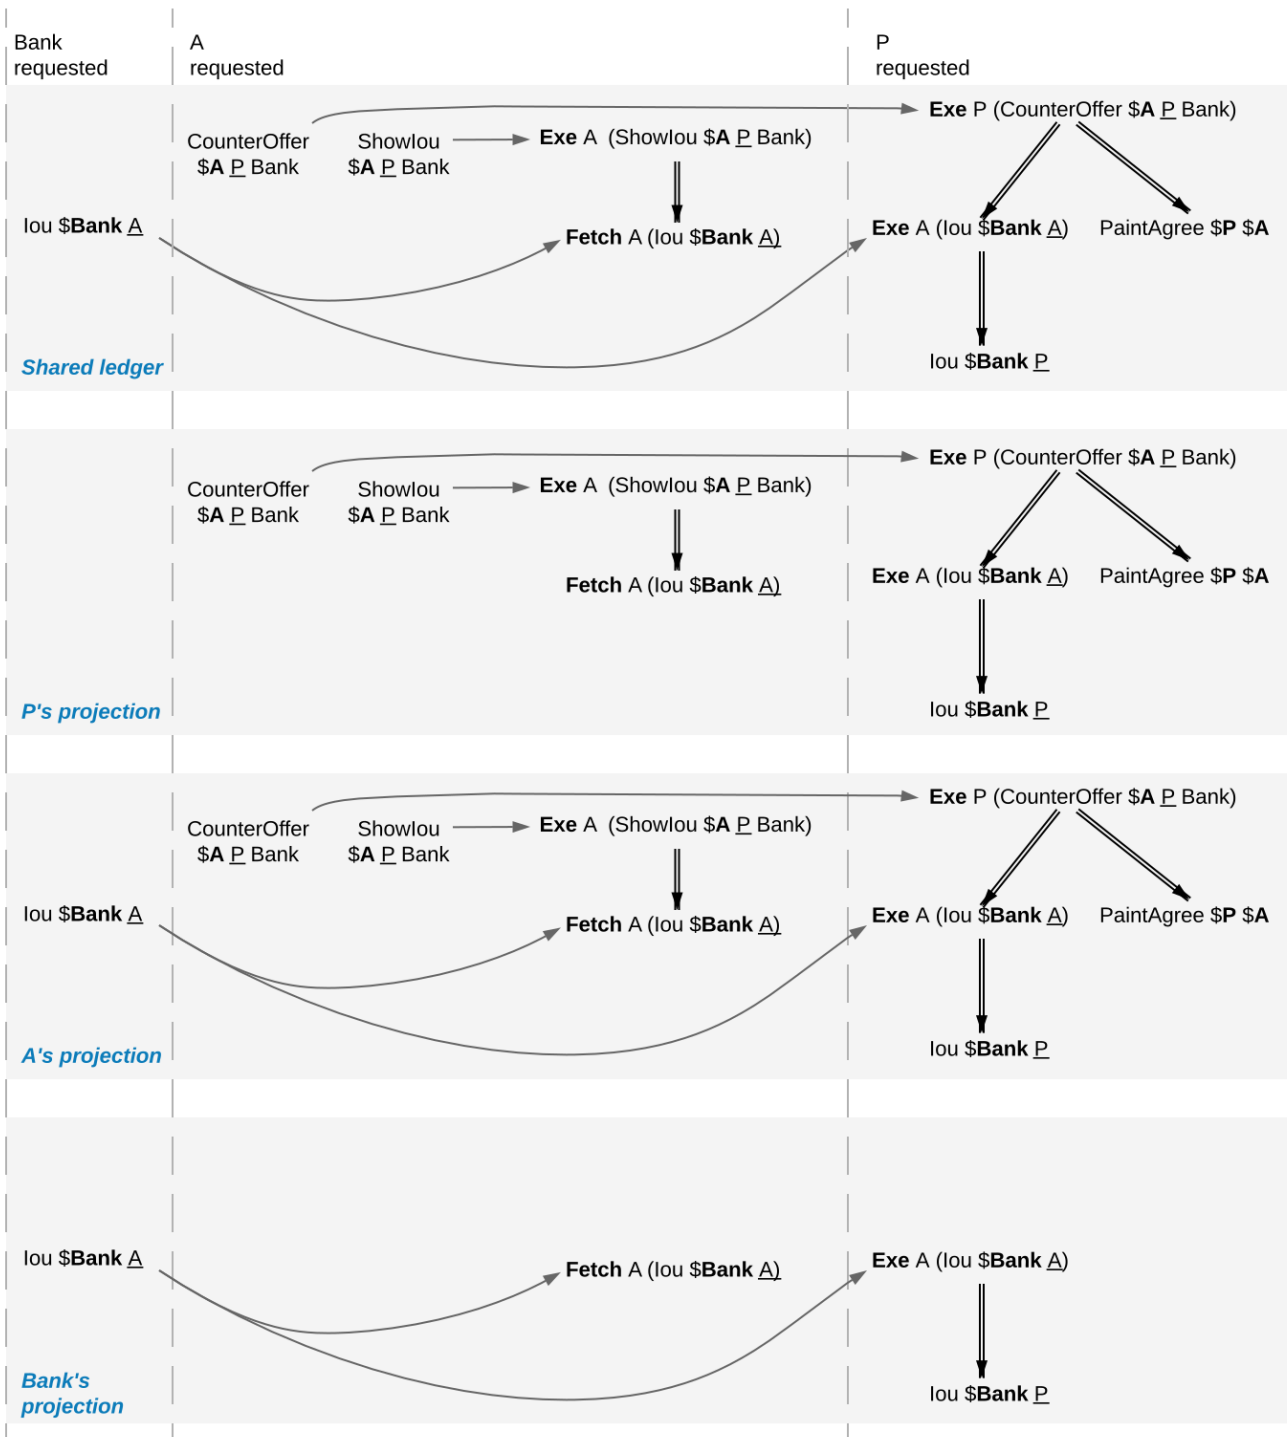 Bank
requested
A
requested
P
requested
Exe P (CounterOffer $A P Bank)
CounterOffer
$A P Bank
ShowIou
$A P Bank
Exe A (ShowIou $A P Bank)
Iou $Bank A
Fetch A (Iou $Bank A)
Exe A (Iou $Bank A)
PaintAgree $P $A
Iou $Bank P
Shared ledger
Exe P (CounterOffer $A P Bank)
CounterOffer
$A P Bank
ShowIou
$A P Bank
Exe A (ShowIou $A P Bank)
Fetch A (Iou $Bank A)
Exe A (Iou $Bank A)
PaintAgree $P $A
Iou $Bank P
P's projection
Exe P (CounterOffer $A P Bank)
CounterOffer
$A P Bank
ShowIou
$A P Bank
Exe A (ShowIou $A P Bank)
Iou $Bank A
Fetch A (Iou $Bank A)
Exe A (Iou $Bank A)
PaintAgree $P $A
Iou $Bank P
A's projection
Iou $Bank A
Fetch A (Iou $Bank A)
Exe A (Iou $Bank A)
Iou $Bank P
Bank's
projection